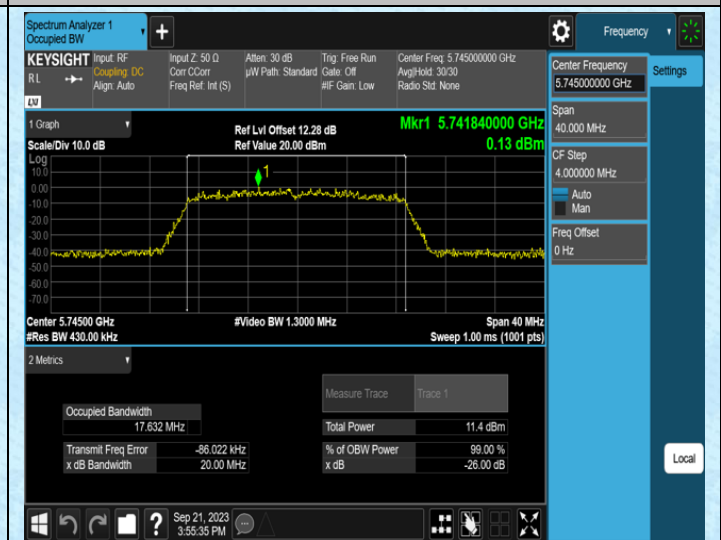 Spectrum Analyzer 1
Occupied BW
Frequency
KEYSIGHT
Input: RF
Coupling: DC
Align: Auto
Input Z: 50 Ω
Corr CCorr
Freq Ref: Int (S)
Atten: 30 dB
µW Path: Standard
Trig: Free Run
Gate: Off
#IF Gain: Low
Center Freq: 5.745000000 GHz
Avg|Hold: 30/30
Radio Std: None
RL
LXI
Center Frequency
5.745000000 GHz
Settings
Span
40.000 MHz
CF Step
4.000000 MHz
Auto
Man
Freq Offset
0 Hz
1 Graph
Scale/Div 10.0 dB
Ref Lvl Offset 12.28 dB
Ref Value 20.00 dBm
Mkr1 5.741840000 GHz
0.13 dBm
Log
10.0
0.00
-10.0
-20.0
-30.0
-40.0
-50.0
-60.0
-70.0
1
Center 5.74500 GHz
#Res BW 430.00 kHz
#Video BW 1.3000 MHz
Span 40 MHz
Sweep 1.00 ms (1001 pts)
2 Metrics
Measure Trace Trace 1
Occupied Bandwidth
17.632 MHz
Total Power 11.4 dBm
Transmit Freq Error -86.022 kHz
% of OBW Power 99.00 %
x dB Bandwidth 20.00 MHz
x dB -26.00 dB
Local
?
Sep 21, 2023
3:55:35 PM